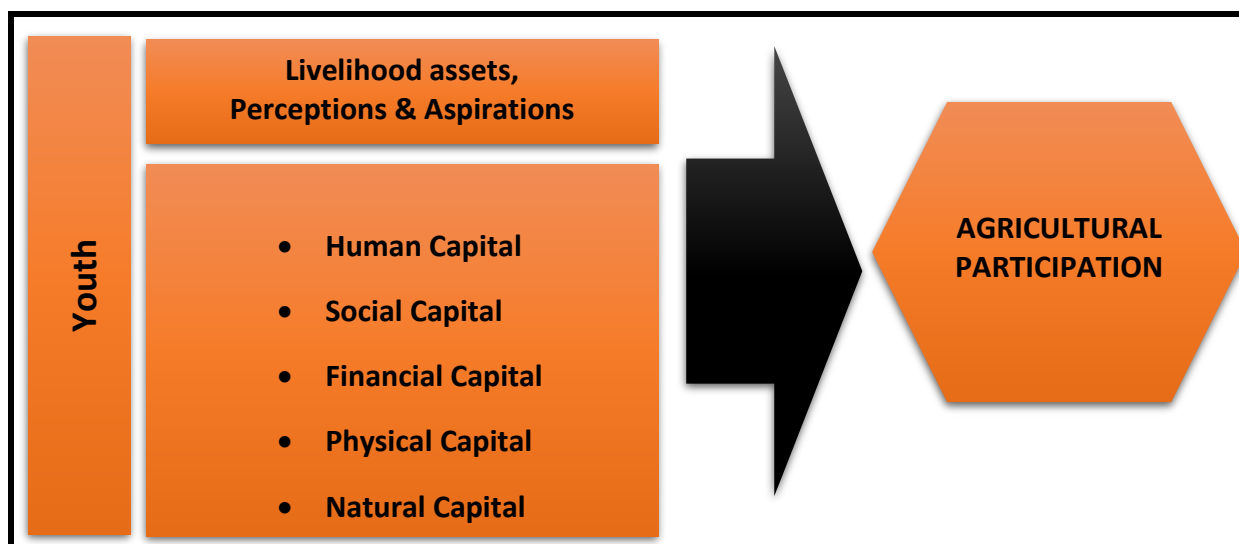 Youth
Livelihood assets,
Perceptions & Aspirations
• Human Capital
• Social Capital
• Financial Capital
• Physical Capital
• Natural Capital
AGRICULTURAL
PARTICIPATION